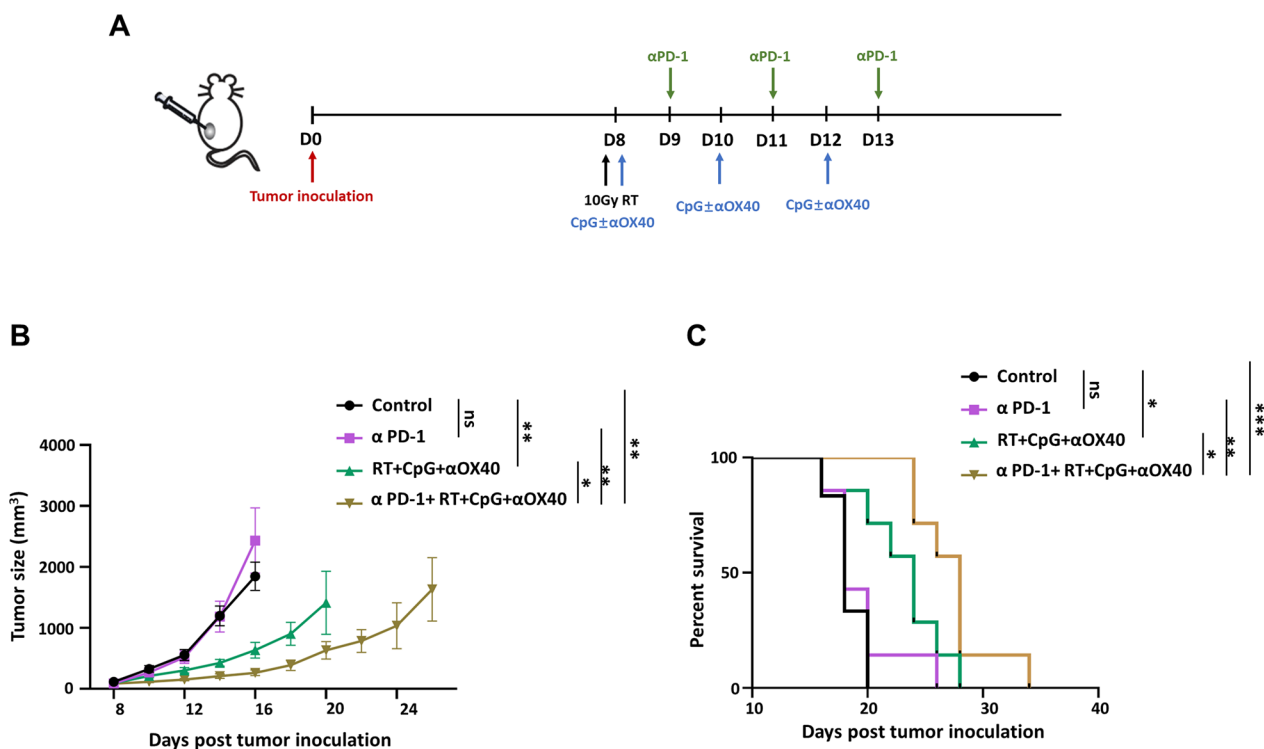 A
αPD-1 αPD-1 αPD-1
D0 D8 D9 D10 D11 D12 D13
Tumor inoculation
10Gy RT
CpG±αOX40 CpG±αOX40 CpG±αOX40
B
Control
α PD-1
RT+CpG+αOX40
α PD-1+ RT+CpG+αOX40
ns
**
*
**
**
Tumor size (mm³)
4000
3000
2000
1000
0
8 12 16 20 24
Days post tumor inoculation
C
Control
α PD-1
RT+CpG+αOX40
α PD-1+ RT+CpG+αOX40
ns
*
*
**
***
Percent survival
100
50
0
10 20 30 40
Days post tumor inoculation